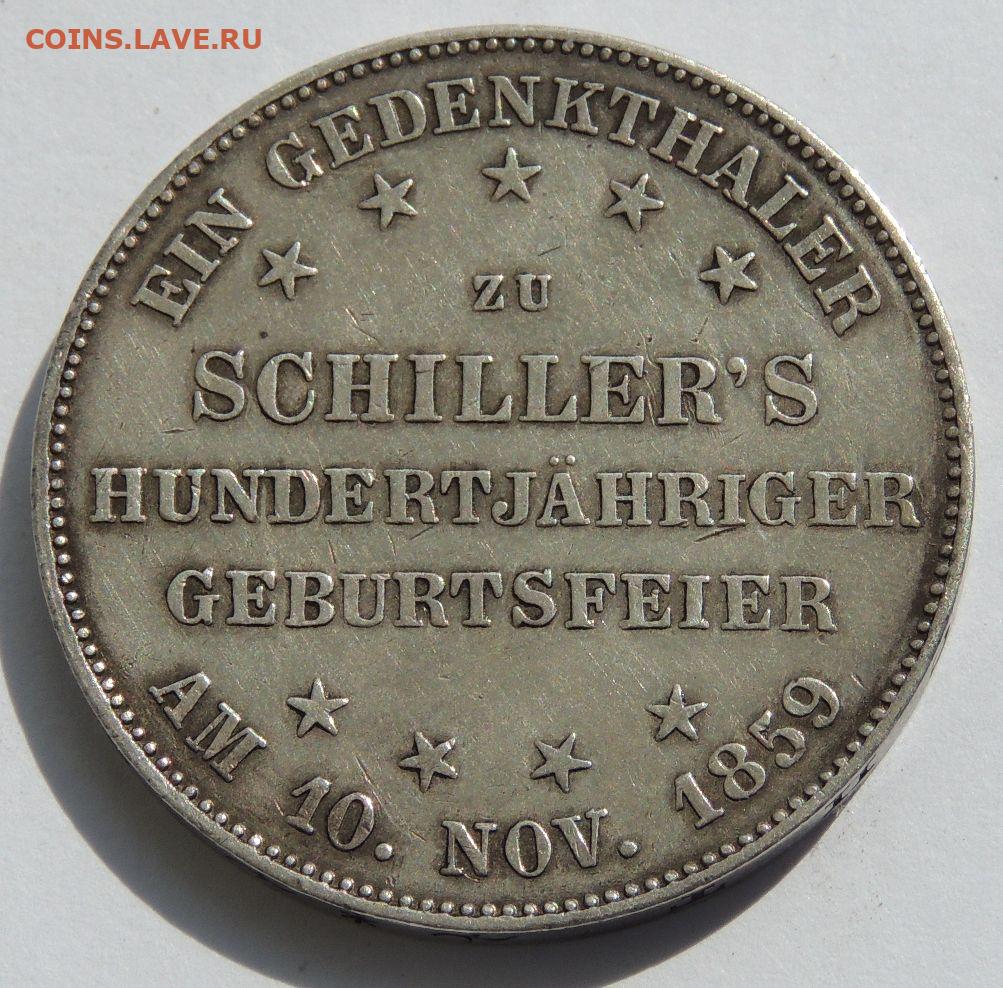 COINS.LAVE.RU
EIN GEDENKTHALER
ZU
SCHILLER'S
HUNDERTJÄHRIGER
GEBURTSFEIER
AM 10. NOV. 1859